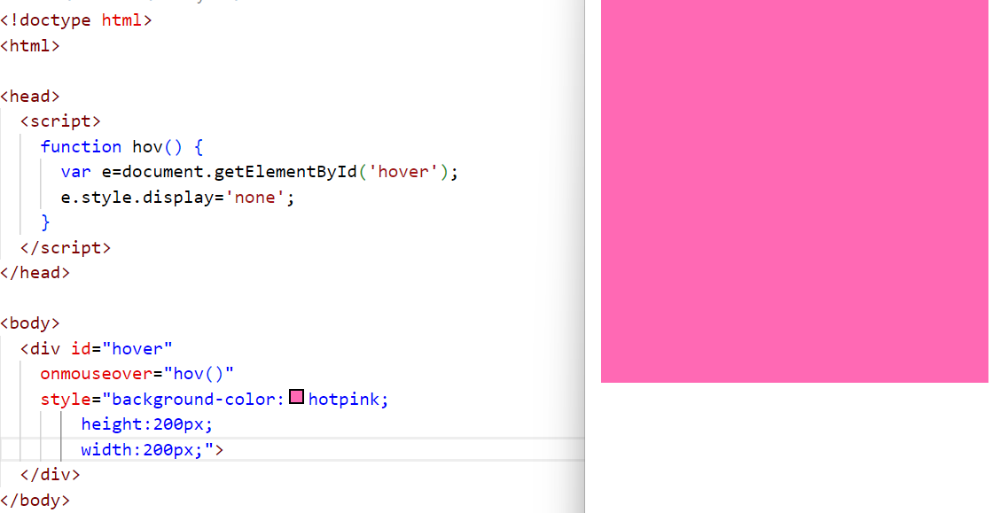 <!doctype html>
<html>
<head>
<script>
function hov() {
var e=document.getElementById('hover');
e.style.display='none';
}
</script>
</head>
<body>
<div id="hover"
onmouseover="hov()"
style="background-color:hotpink;
height:200px;
width:200px;">
</div>
</body>